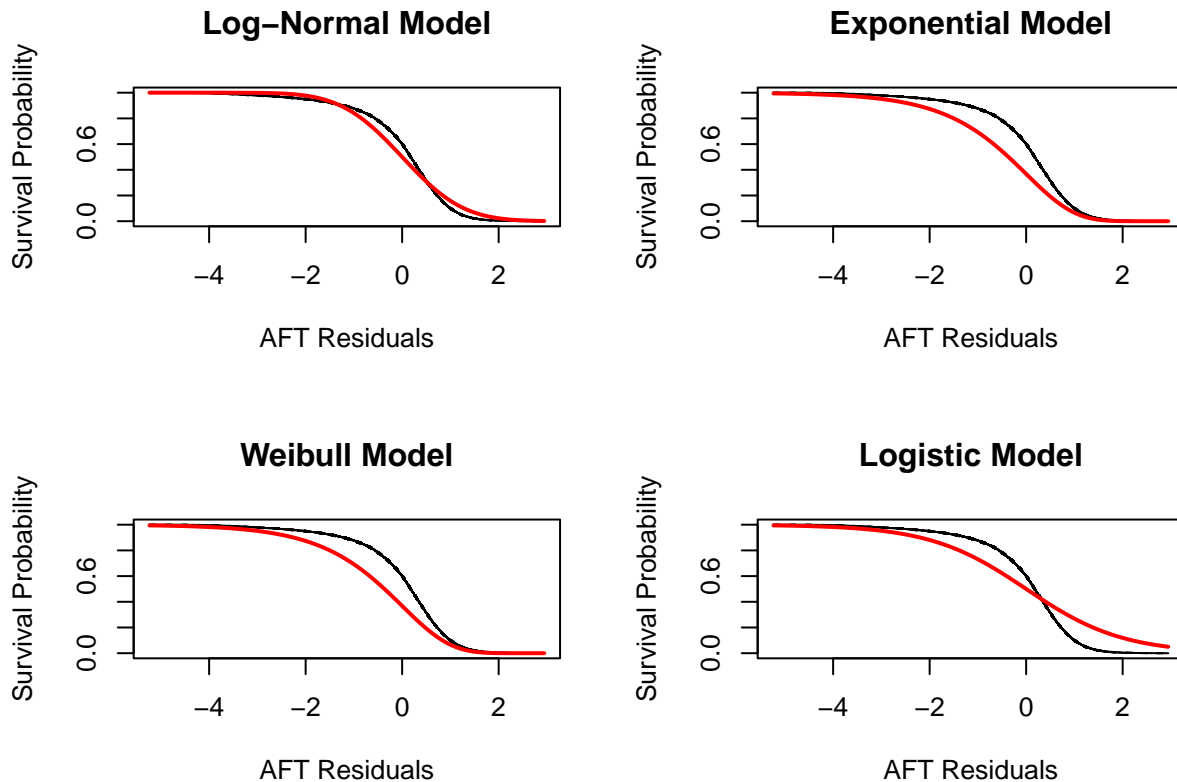 Log−Normal Model
Survival Probability
0.0 0.6
−4 −2 0 2
AFT Residuals
Exponential Model
Survival Probability
0.0 0.6
−4 −2 0 2
AFT Residuals
Weibull Model
Survival Probability
0.0 0.6
−4 −2 0 2
AFT Residuals
Logistic Model
Survival Probability
0.0 0.6
−4 −2 0 2
AFT Residuals